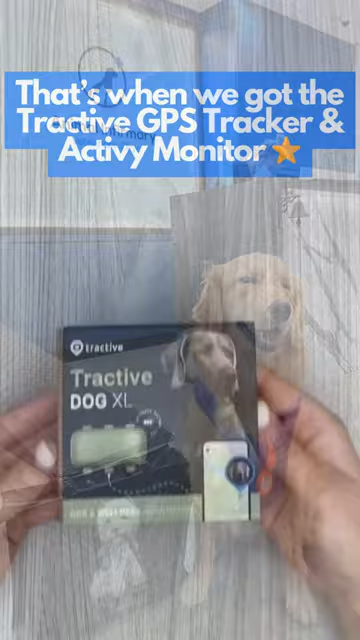 That's when we got the
Tractive GPS Tracker &
Activy Monitor ⭐
tractive
Tractive
DOG XL